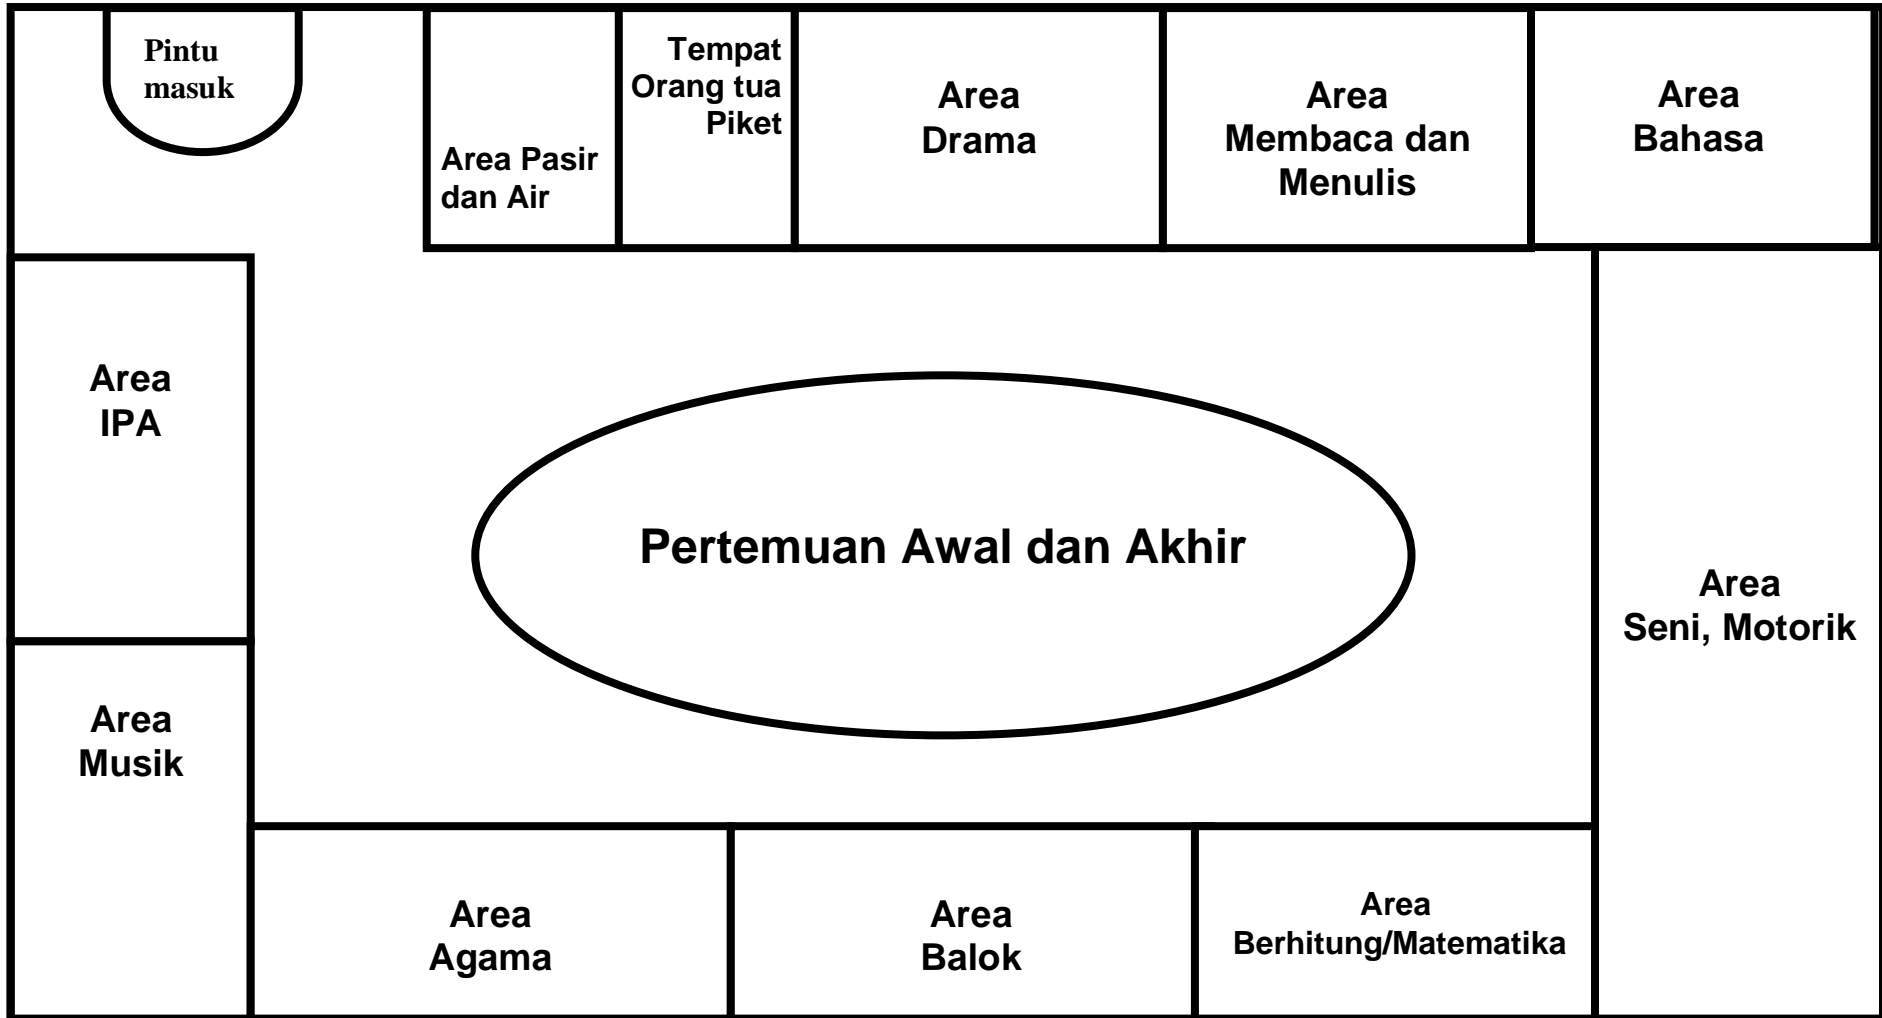 Pintu
masuk
Area Pasir
dan Air
Tempat
Orang tua
Piket
Area
Drama
Area
Membaca dan
Menulis
Area
Bahasa
Area
IPA
Pertemuan Awal dan Akhir
Area
Seni, Motorik
Area
Musik
Area
Agama
Area
Balok
Area
Berhitung/Matematika